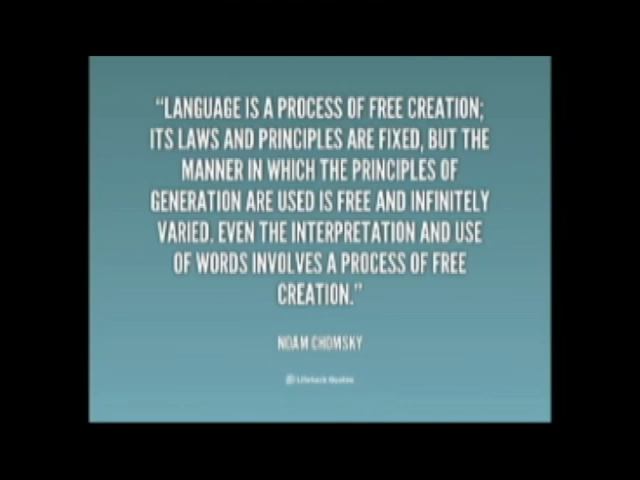 “LANGUAGE IS A PROCESS OF FREE CREATION;
ITS LAWS AND PRINCIPLES ARE FIXED, BUT THE
MANNER IN WHICH THE PRINCIPLES OF
GENERATION ARE USED IS FREE AND INFINITELY
VARIED. EVEN THE INTERPRETATION AND USE
OF WORDS INVOLVES A PROCESS OF FREE
CREATION.”
NOAM CHOMSKY
Lifehack Quotes